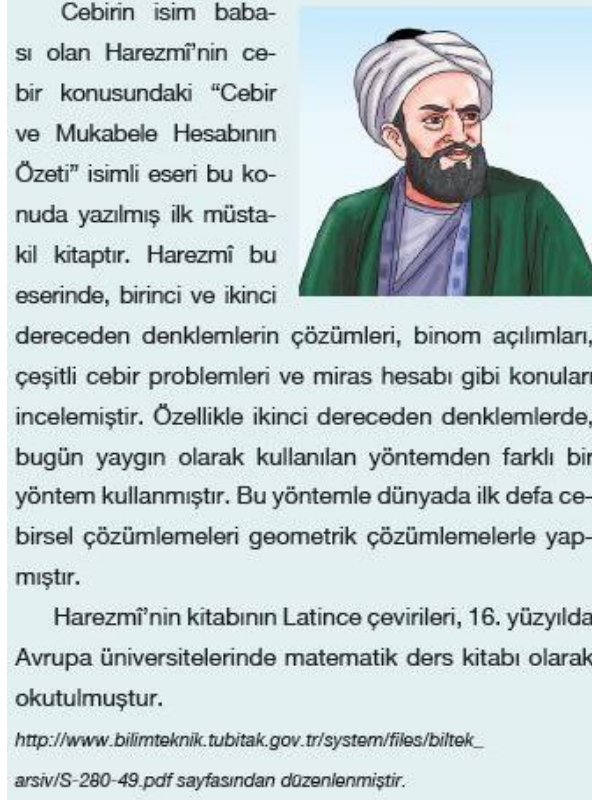 Cebirin isim baba-
sı olan Harezmî’nin ce-
bir konusundaki “Cebir
ve Mukabele Hesabının
Özeti” isimli eseri bu ko-
nuda yazılmış ilk müsta-
kil kitaptır. Harezmî bu
eserinde, birinci ve ikinci
dereceden denklemlerin çözümleri, binom açılımları,
çeşitli cebir problemleri ve miras hesabı gibi konuları
incelemiştir. Özellikle ikinci dereceden denklemlerde,
bugün yaygın olarak kullanılan yöntemden farklı bir
yöntem kullanmıştır. Bu yöntemle dünyada ilk defa ce-
birsel çözümlemeleri geometrik çözümlemelerle yap-
mıştır.
Harezmî’nin kitabının Latince çevirileri, 16. yüzyılda
Avrupa üniversitelerinde matematik ders kitabı olarak
okutulmuştur.
http://www.bilimteknik.tubitak.gov.tr/system/files/biltek_
arsiv/S-280-49.pdf sayfasından düzenlenmiştir.